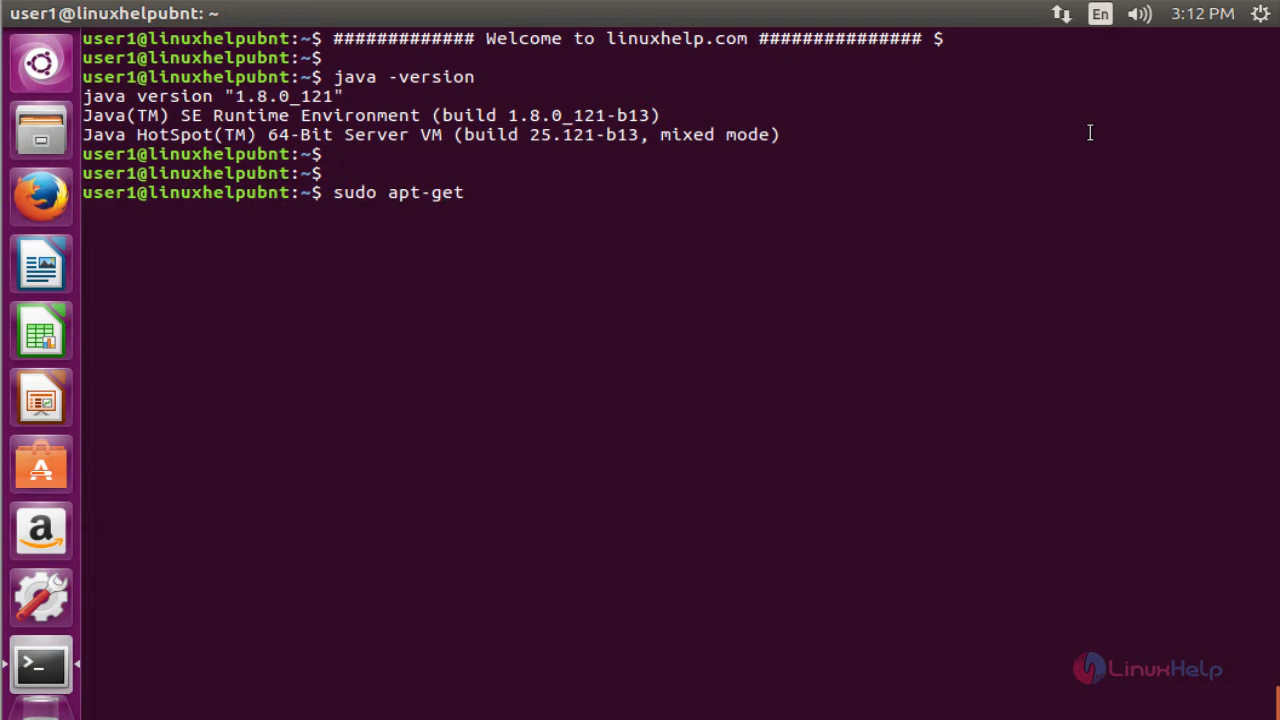 user1@linuxhelpubnt: ~
En
3:12 PM
user1@linuxhelpubnt:~$ ############# Welcome to linuxhelp.com ############### $
user1@linuxhelpubnt:~$
user1@linuxhelpubnt:~$ java -version
java version "1.8.0_121"
Java(TM) SE Runtime Environment (build 1.8.0_121-b13)
Java HotSpot(TM) 64-Bit Server VM (build 25.121-b13, mixed mode)
user1@linuxhelpubnt:~$
user1@linuxhelpubnt:~$
user1@linuxhelpubnt:~$ sudo apt-get
a
>_
LinuxHelp